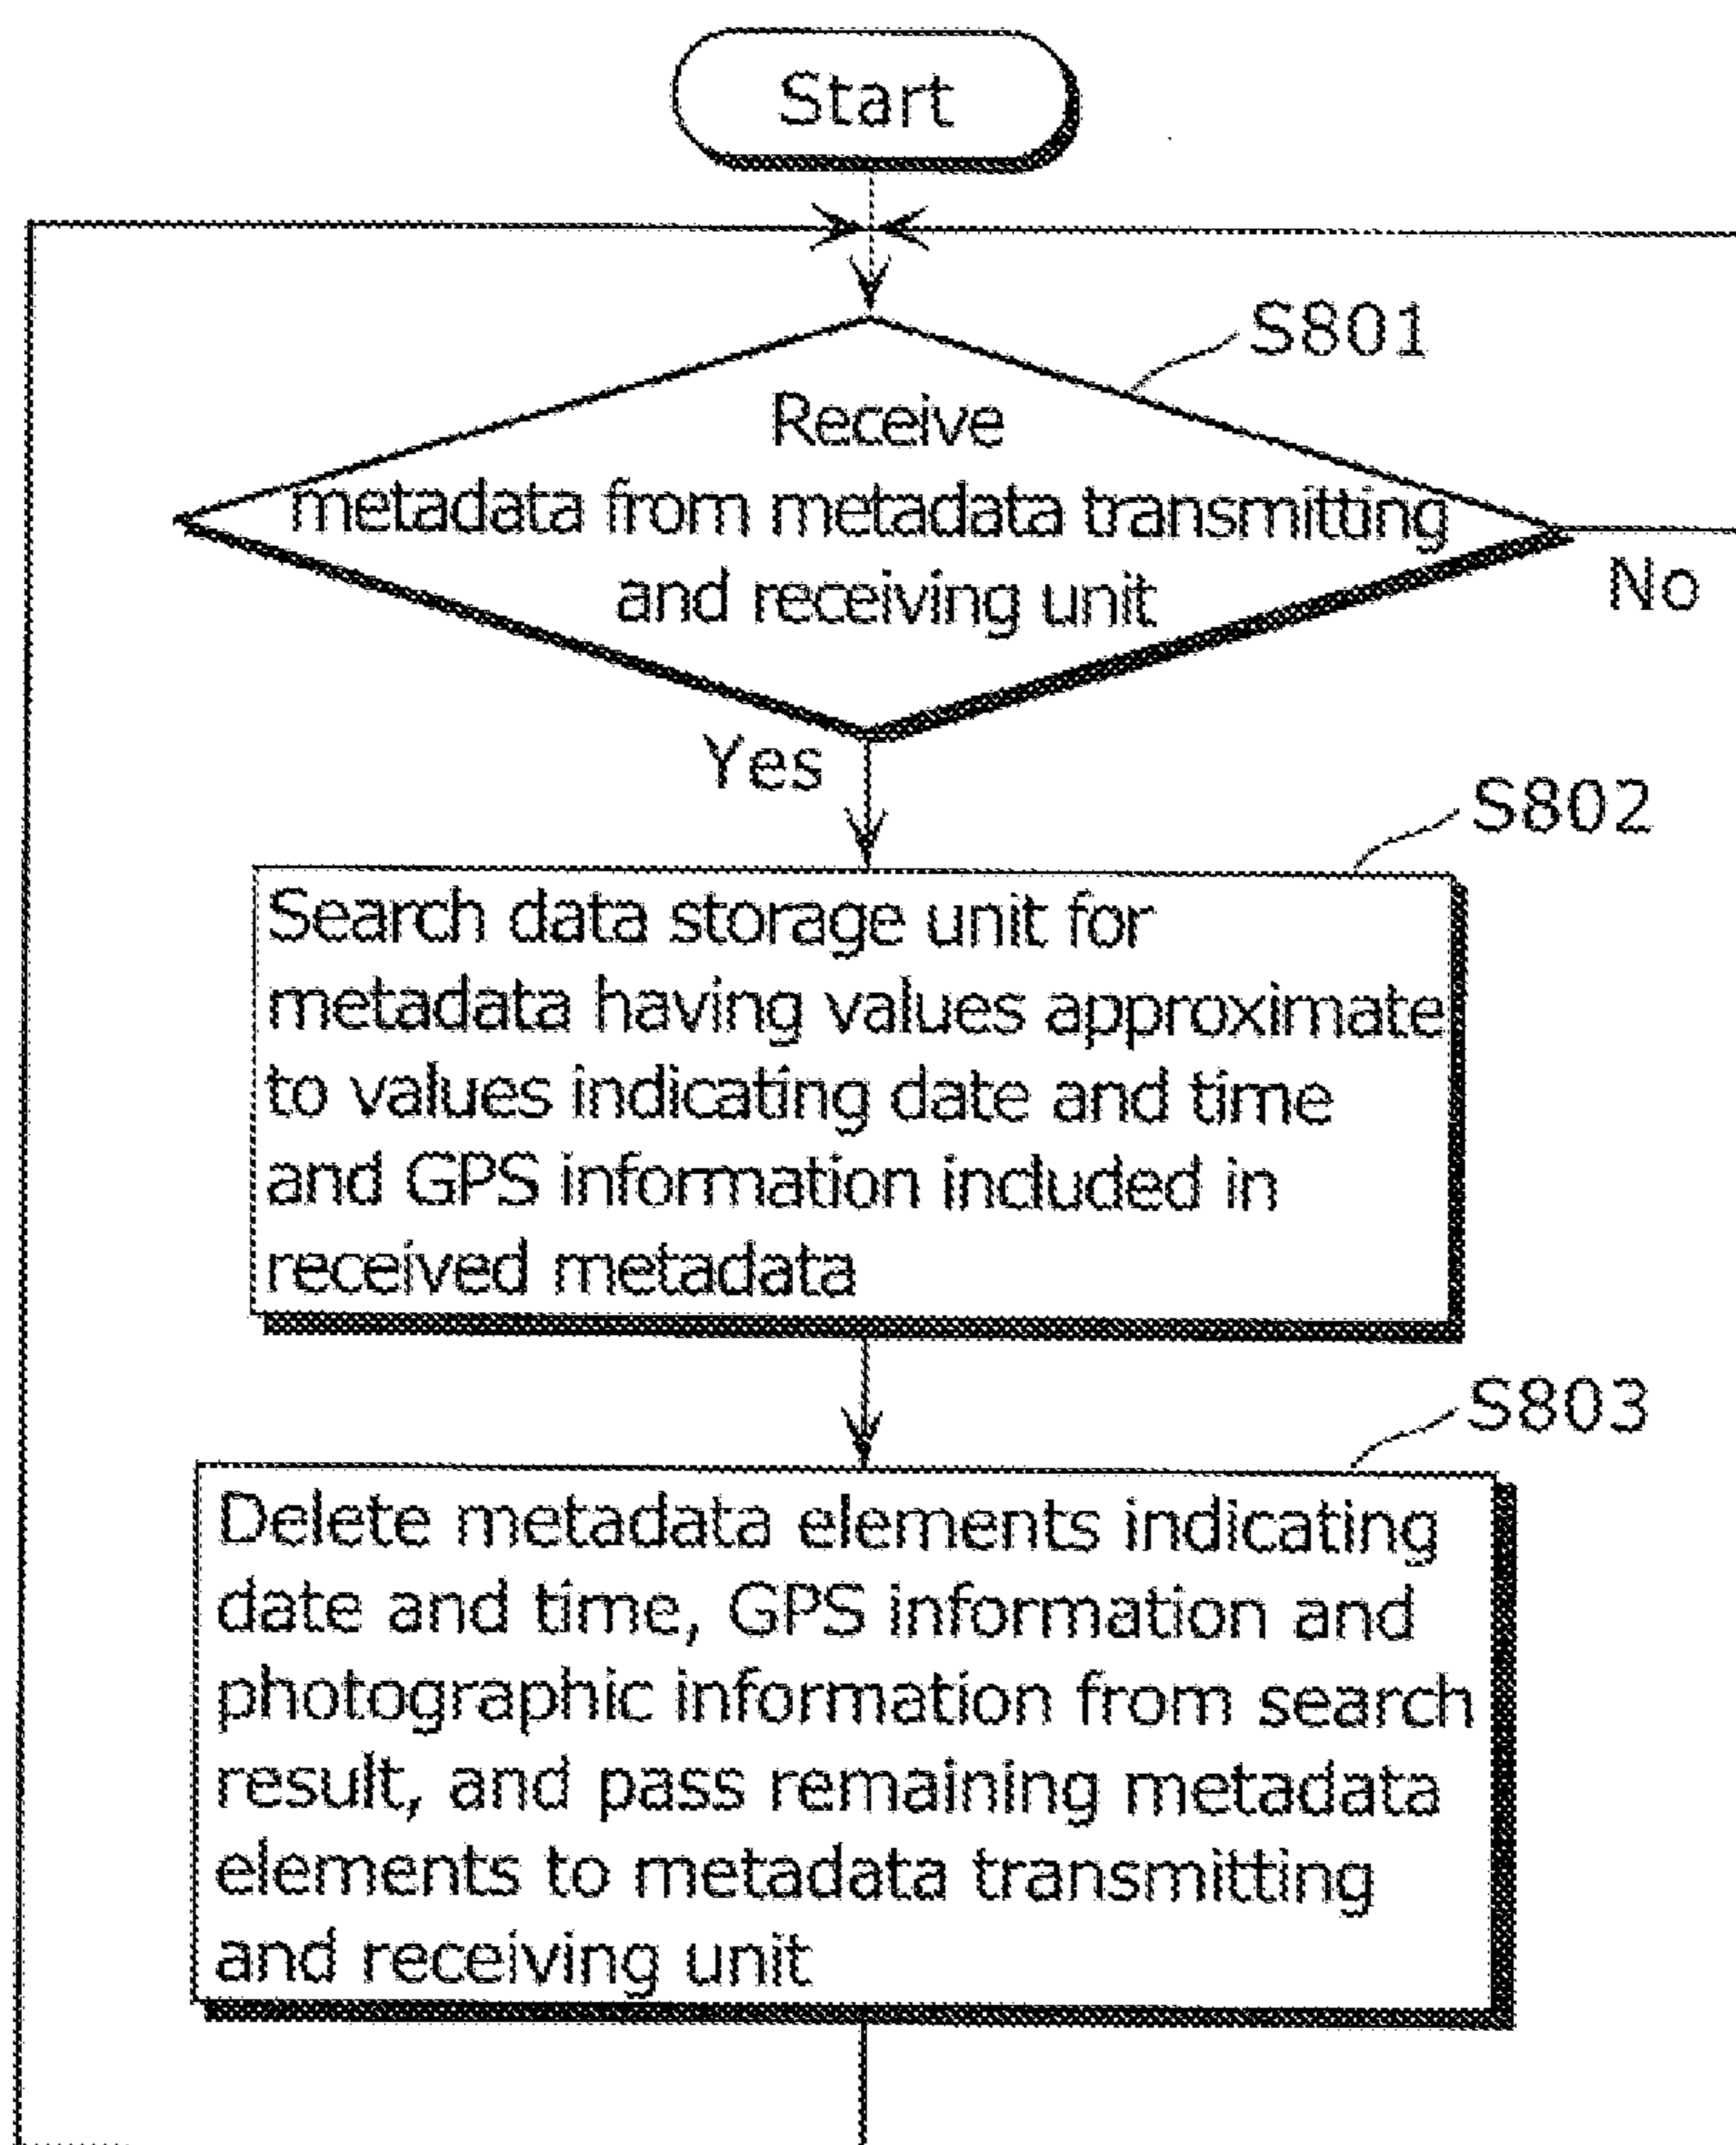 Start
S801
Receive
metadata from metadata transmitting
and receiving unit
No
Yes
S802
Search data storage unit for
metadata having values approximate
to values indicating date and time
and GPS information included in
received metadata
S803
Delete metadata elements indicating
date and time, GPS information and
photographic information from search
result, and pass remaining metadata
elements to metadata transmitting
and receiving unit